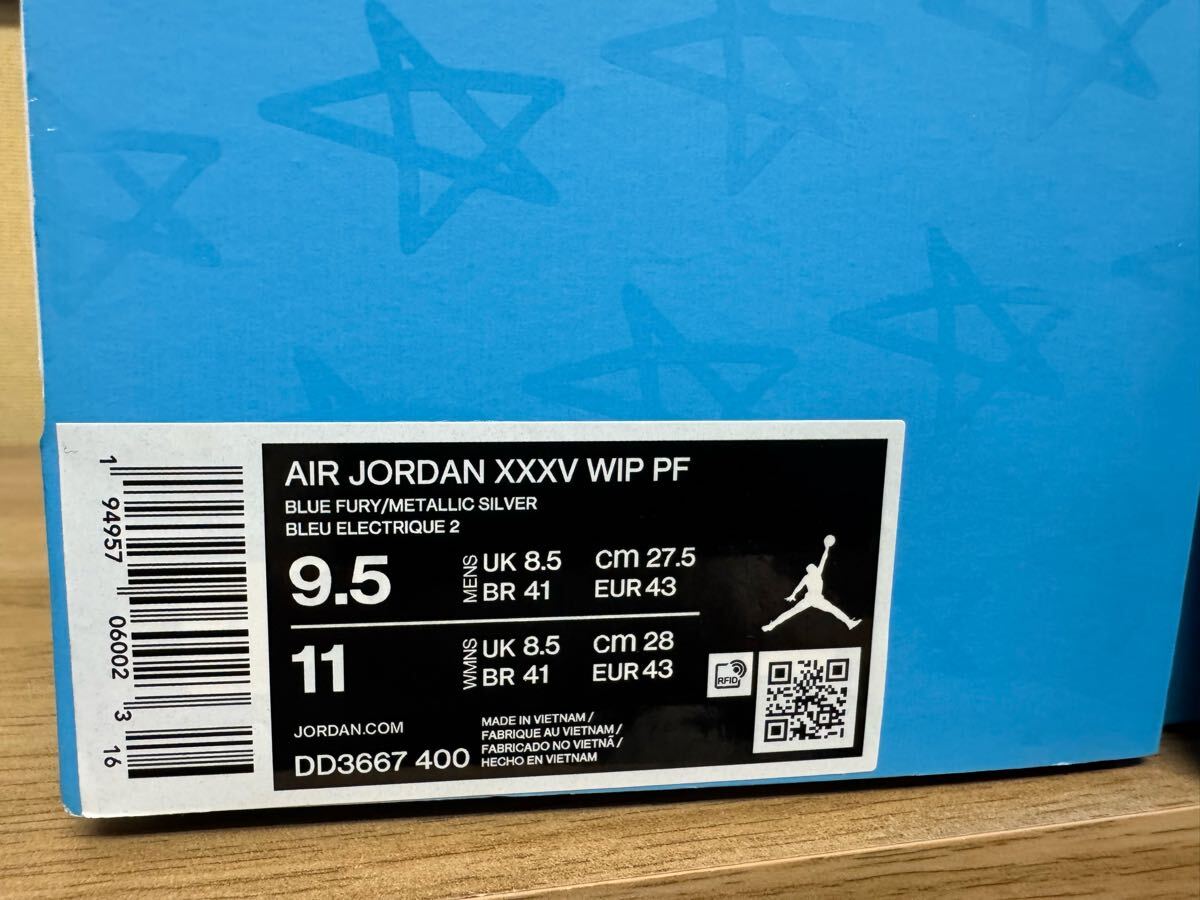 AIR JORDAN XXXV WIP PF
BLUE FURY/METALLIC SILVER
BLEU ELECTRIQUE 2
9.5
MENS
UK 8.5
cm 27.5
BR 41
EUR 43
11
WMNS
UK 8.5
cm 28
BR 41
EUR 43
RFID
JORDAN.COM
DD3667 400
MADE IN VIETNAM /
FABRIQUE AU VIETNAM /
FABRICADO NO VIETNÃ /
HECHO EN VIETNAM
1 94957 06002 3 16